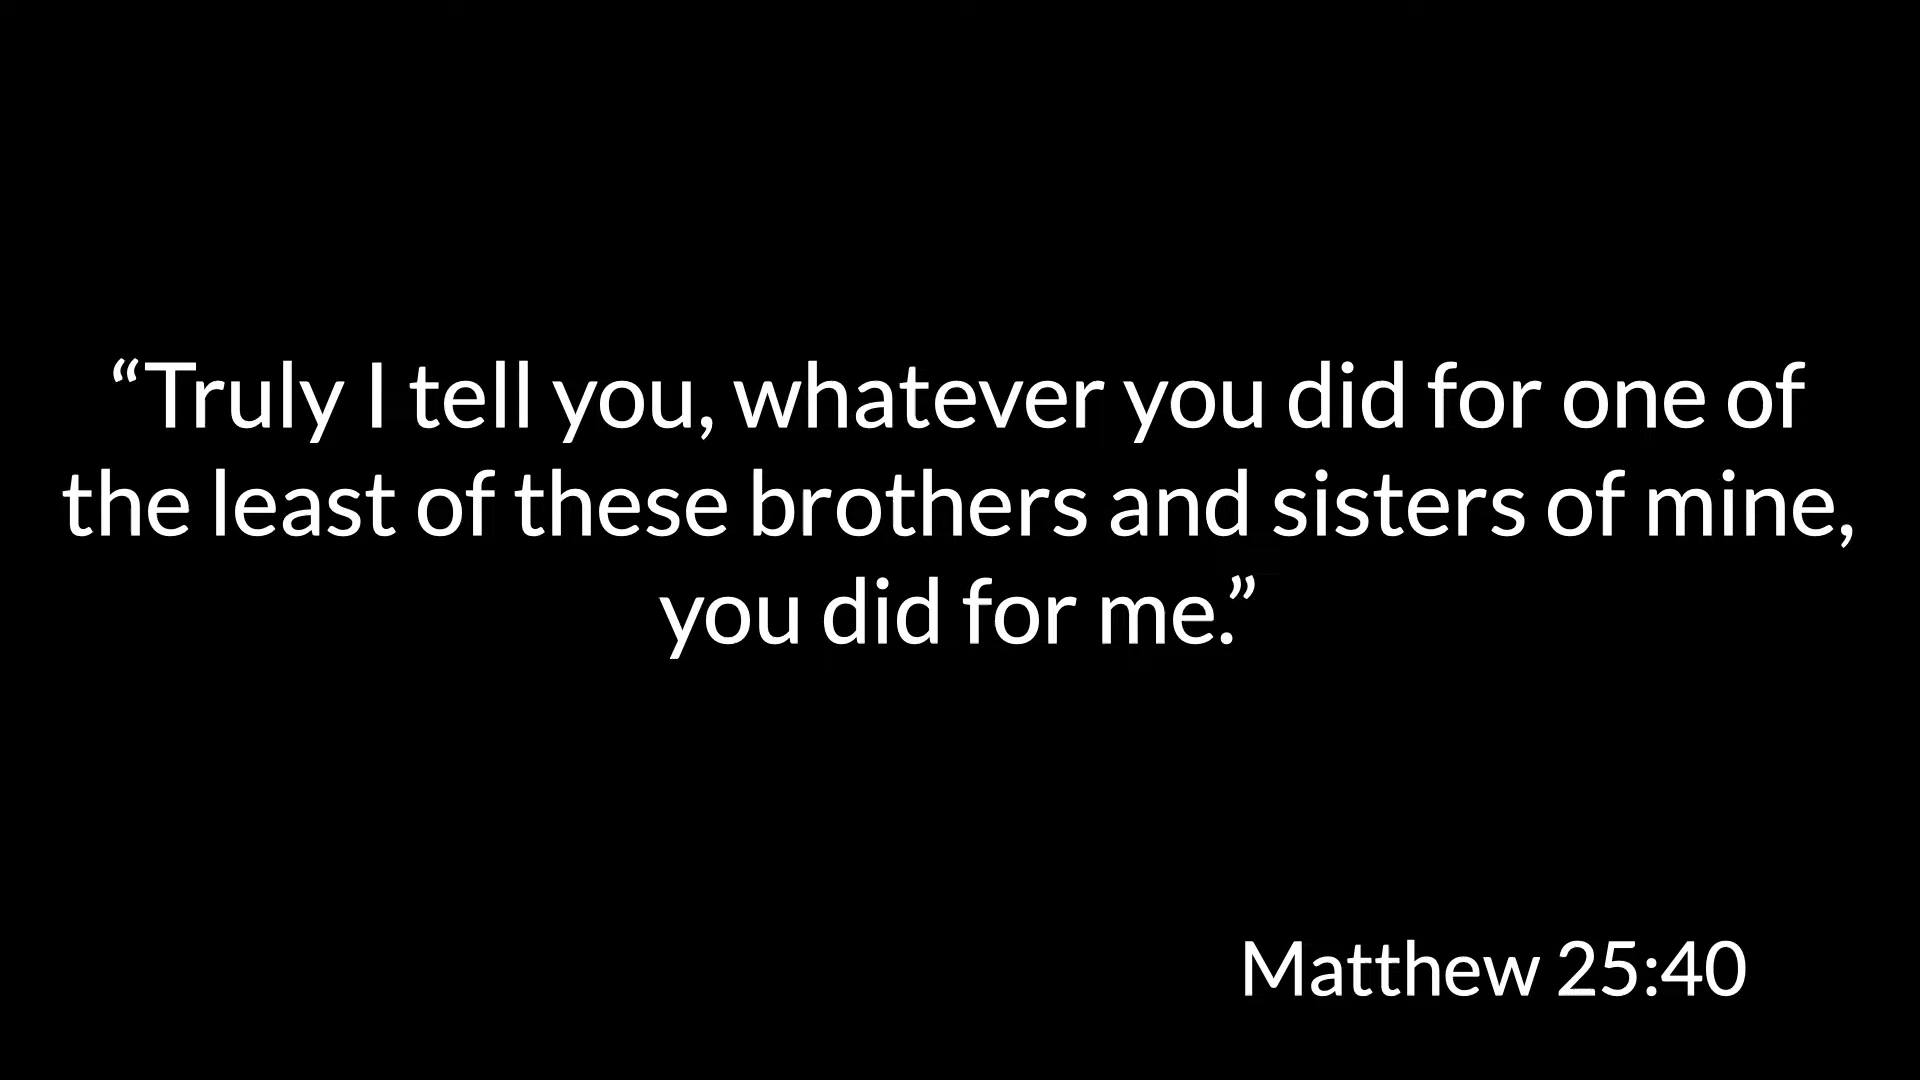 “Truly I tell you, whatever you did for one of
the least of these brothers and sisters of mine,
you did for me.”
Matthew 25:40